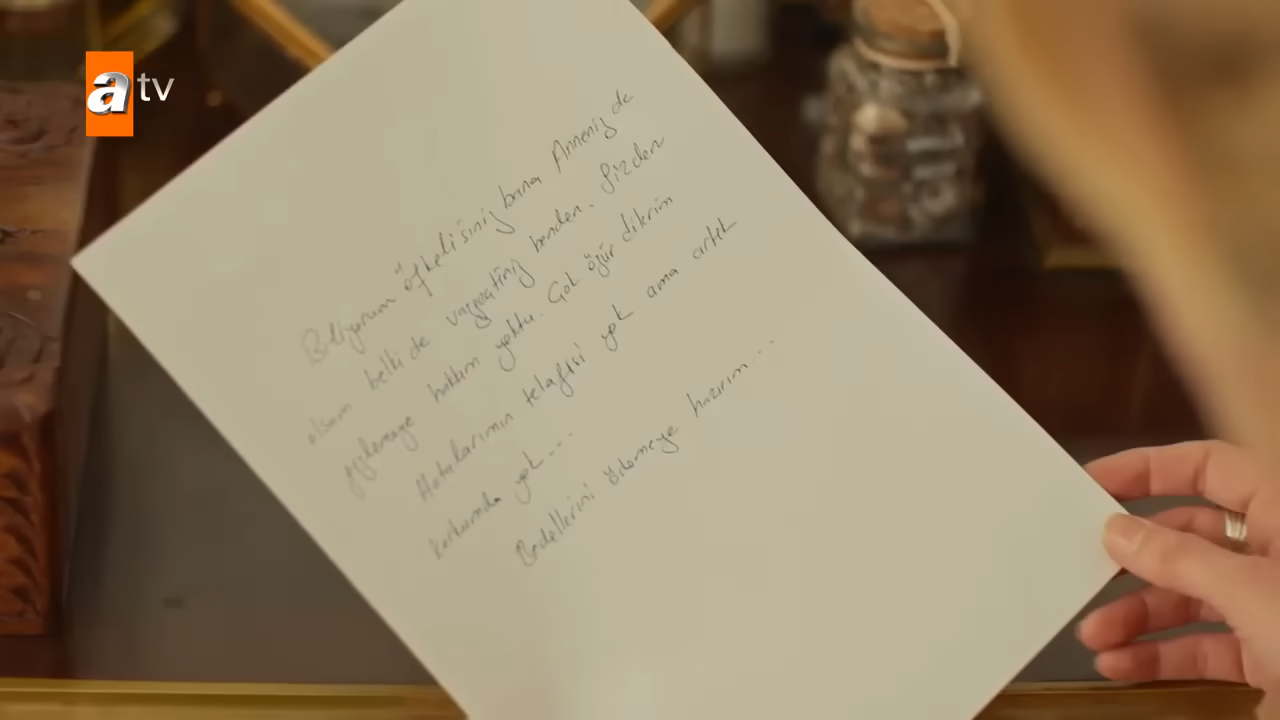 atv
Biliyorum öfkelisiniz bana Anneniz de
olsam belki de vazgeçtiniz benden. Sizden
gizlemeye hakkım yoktu. Çok özür dilerim
Hatalarımın telafisi yok ama artık
korkumda yok...
Bedellerini ödemeye hazırım...